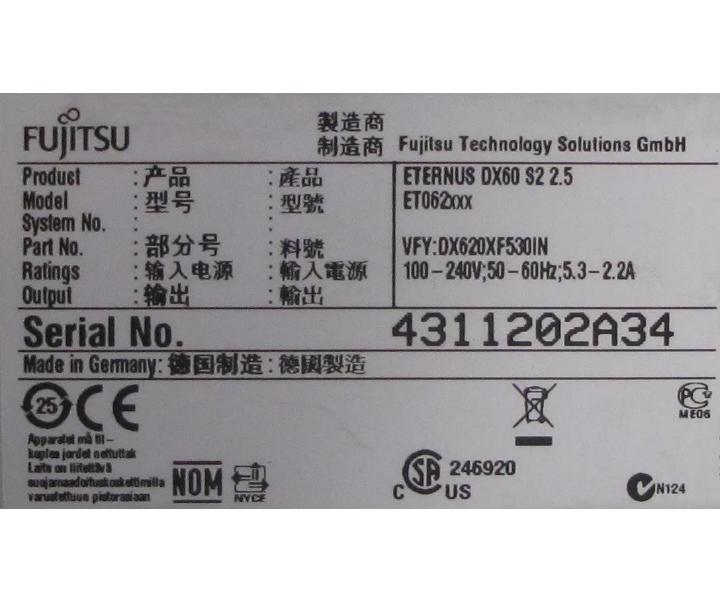 FUJITSU
製造商
制造商 Fujitsu Technology Solutions GmbH
Product : 产品 : 產品 ETERNUS DX60 S2 2.5
Model : 型号 : 型號 ET062xxx
System No. : :
Part No. : 部分号 : 料號 VFY:DX620XF530IN
Ratings : 输入电源 : 輸入電源 100-240V;50-60Hz;5.3-2.2A
Output : 输出 : 輸出
Serial No. 4311202A34
Made in Germany: 德国制造: 德國製造
25 CE
PC
ME06
Apparatet må til-
koples jordet nettuttak
Laite on liitettävä
suojamaadoituskoskettimilla
varustettuun pistorasiaan
NOM
NYCE
C SA US 246920
N124